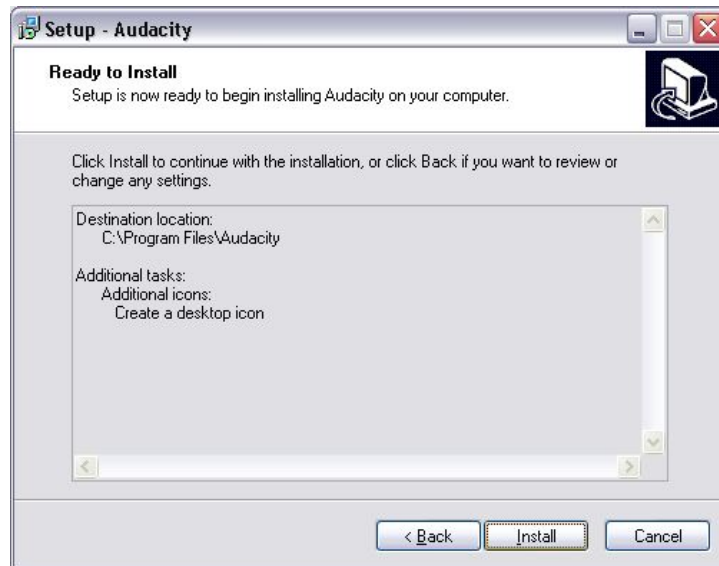 Setup - Audacity
Ready to Install
Setup is now ready to begin installing Audacity on your computer.
Click Install to continue with the installation, or click Back if you want to review or
change any settings.
Destination location:
C:\Program Files\Audacity
Additional tasks:
Additional icons:
Create a desktop icon
< Back
Install
Cancel